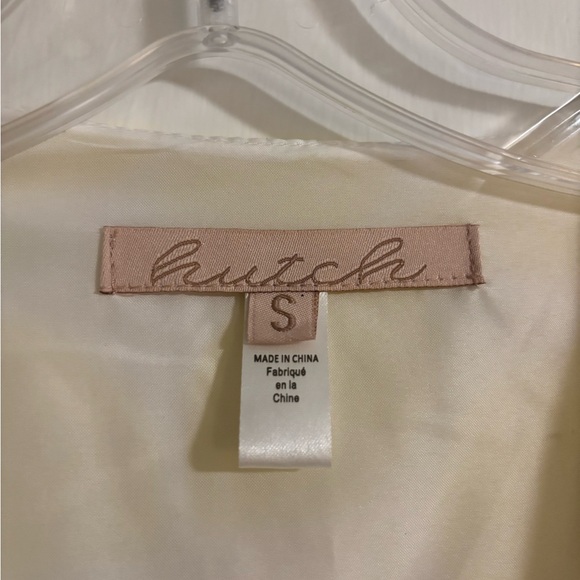 hutch
S
MADE IN CHINA
Fabriqué
en la
Chine